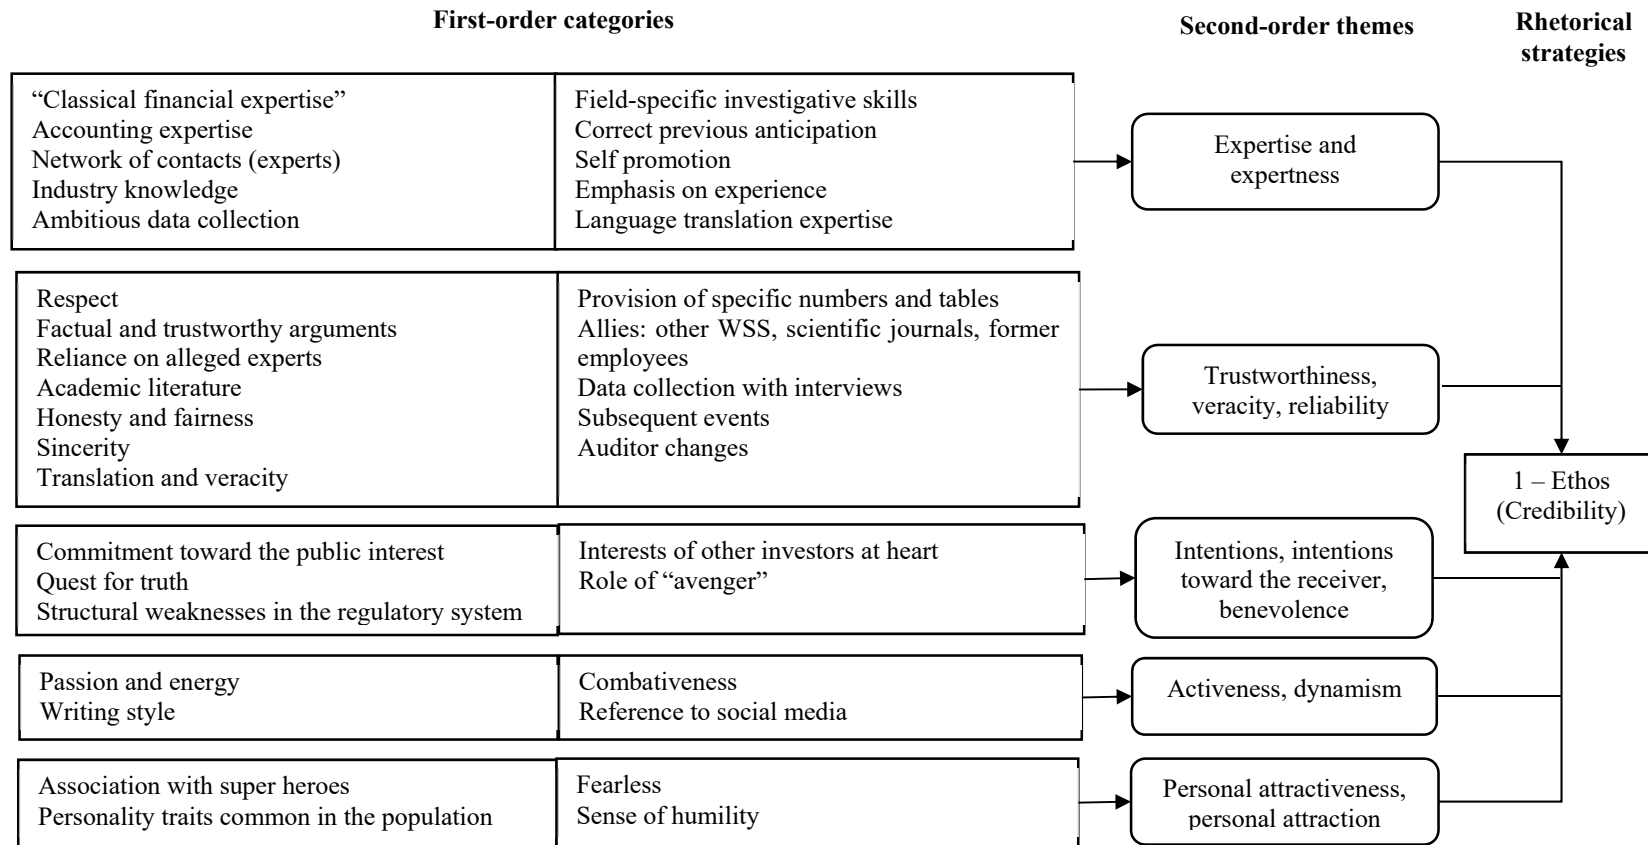 First-order categories
Second-order themes
Rhetorical
strategies
“Classical financial expertise”
Accounting expertise
Network of contacts (experts)
Industry knowledge
Ambitious data collection
Field-specific investigative skills
Correct previous anticipation
Self promotion
Emphasis on experience
Language translation expertise
Expertise and
expertness
Respect
Factual and trustworthy arguments
Reliance on alleged experts
Academic literature
Honesty and fairness
Sincerity
Translation and veracity
Provision of specific numbers and tables
Allies: other WSS, scientific journals, former
employees
Data collection with interviews
Subsequent events
Auditor changes
Trustworthiness,
veracity, reliability
1 – Ethos
(Credibility)
Commitment toward the public interest
Quest for truth
Structural weaknesses in the regulatory system
Interests of other investors at heart
Role of “avenger”
Intentions, intentions
toward the receiver,
benevolence
Passion and energy
Writing style
Combativeness
Reference to social media
Activeness, dynamism
Association with super heroes
Personality traits common in the population
Fearless
Sense of humility
Personal attractiveness,
personal attraction